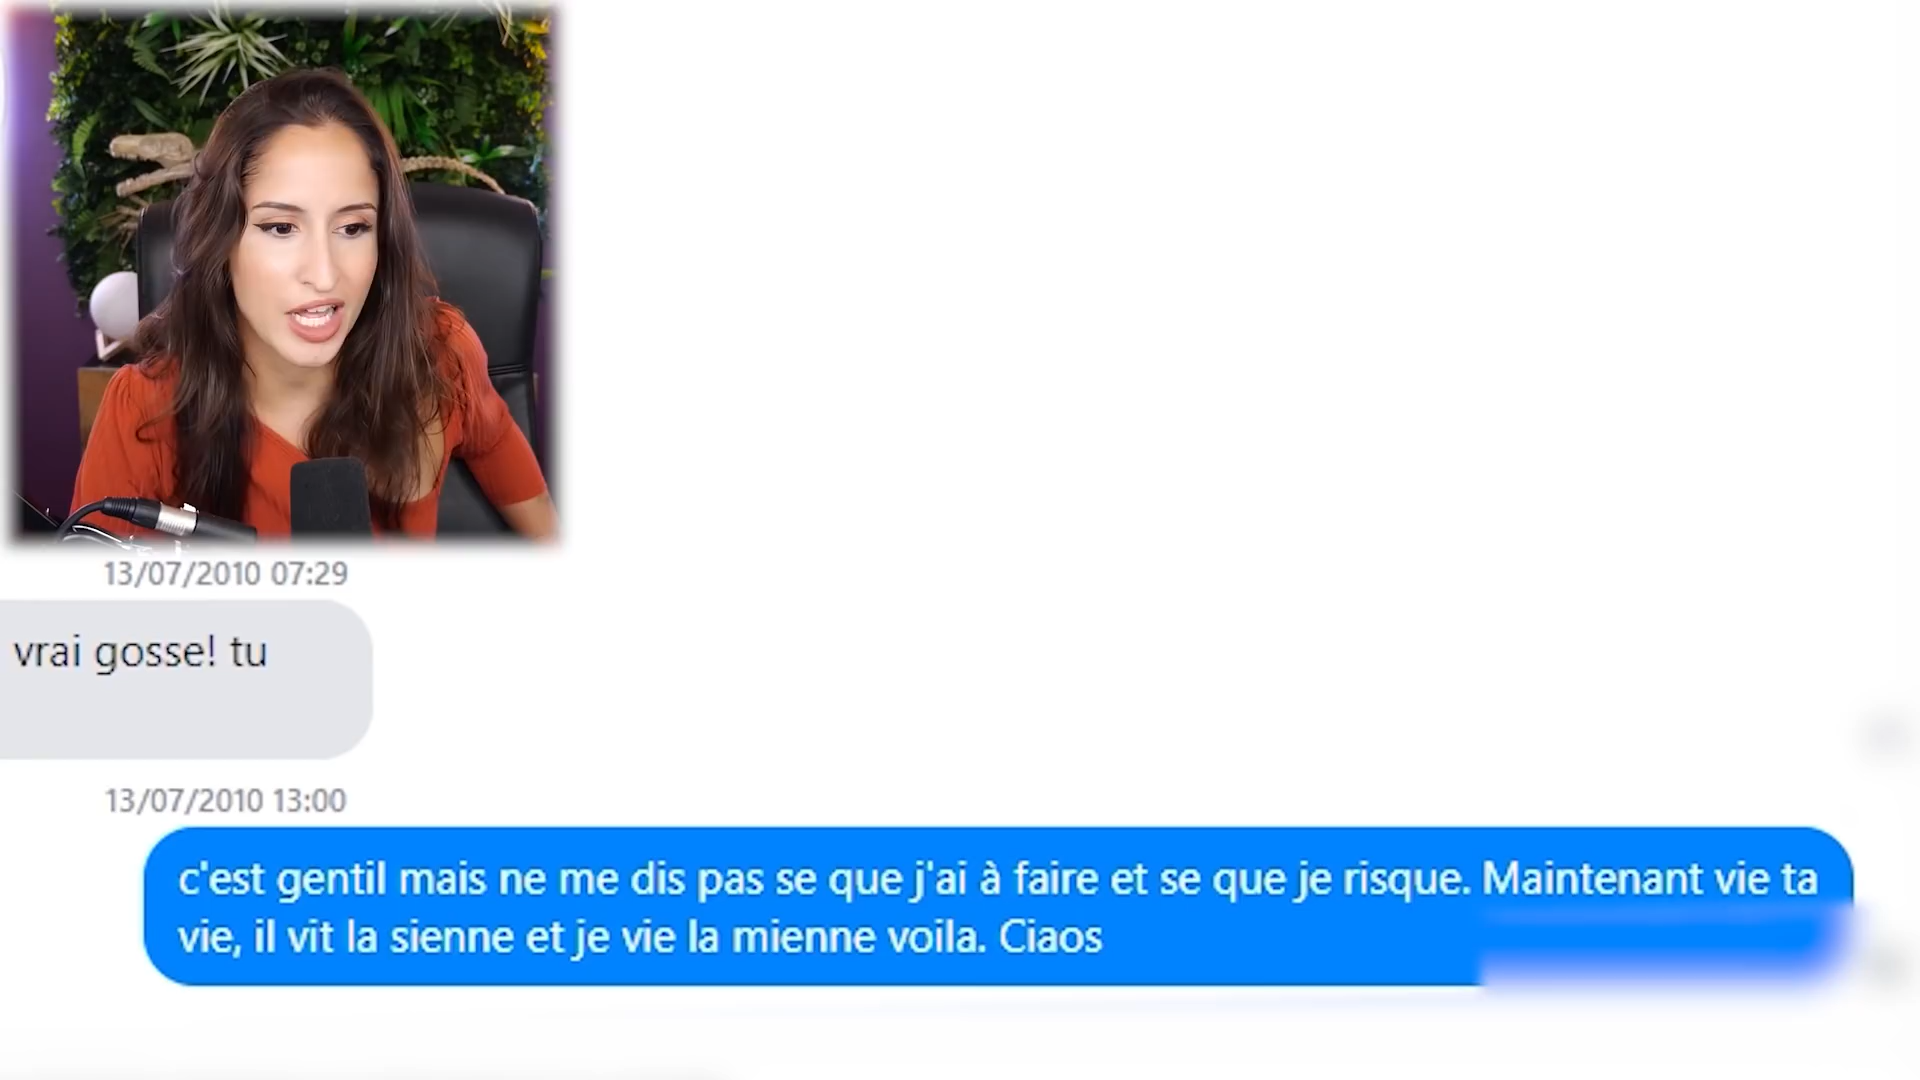 13/07/2010 07:29
vrai gosse! tu
13/07/2010 13:00
c'est gentil mais ne me dis pas se que j'ai à faire et se que je risque. Maintenant vie ta
vie, il vit la sienne et je vie la mienne voila. Ciaos